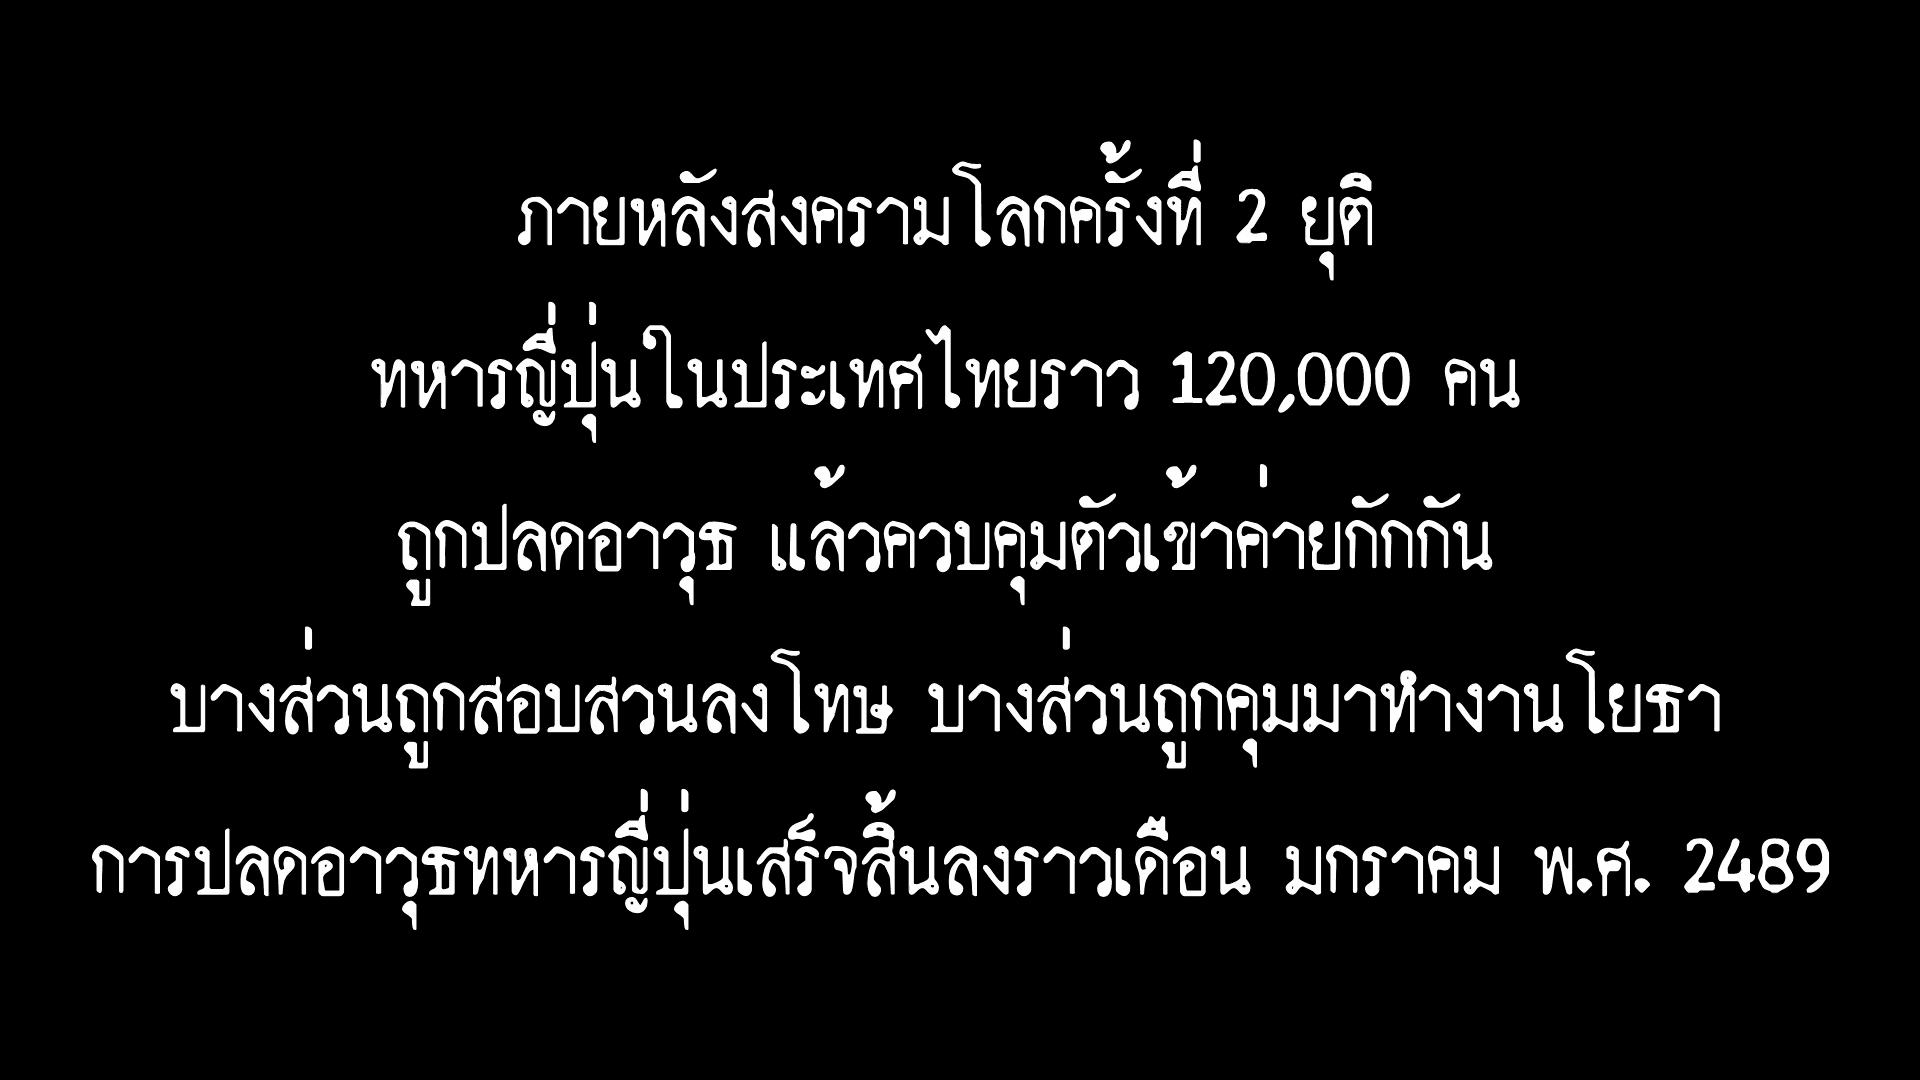 ภายหลังสงครามโลกครั้งที่ 2 ยุติ
ทหารญี่ปุ่นในประเทศไทยราว 120,000 คน
ถูกปลดอาวุธ แล้วควบคุมตัวเข้าค่ายกักกัน
บางส่วนถูกสอบสวนลงโทษ บางส่วนถูกคุมมาทำงานโยธา
การปลดอาวุธทหารญี่ปุ่นเสร็จสิ้นลงราวเดือน มกราคม พ.ศ. 2489